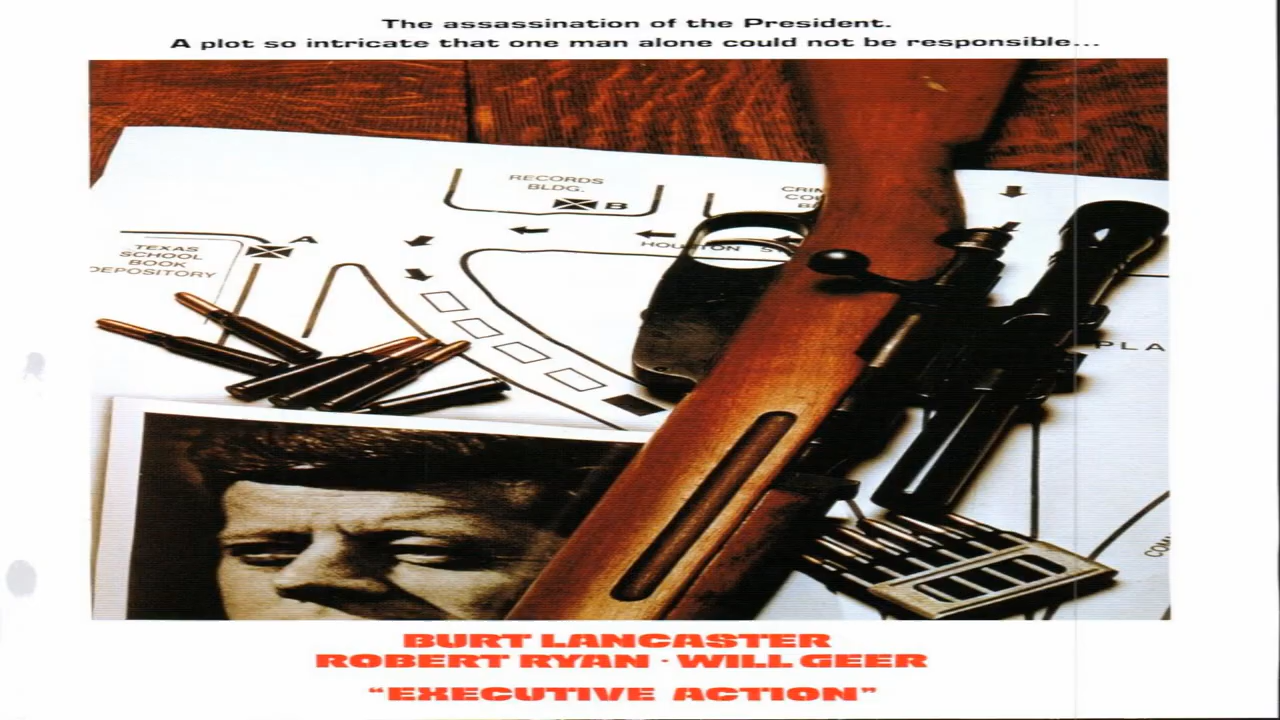 The assassination of the President.
A plot so intricate that one man alone could not be responsible...
RECORDS
BLDG.
B
A
HOUSTON
TEXAS
SCHOOL
BOOK
DEPOSITORY
BURT LANCASTER
ROBERT RYAN · WILL GEER
"EXECUTIVE ACTION"